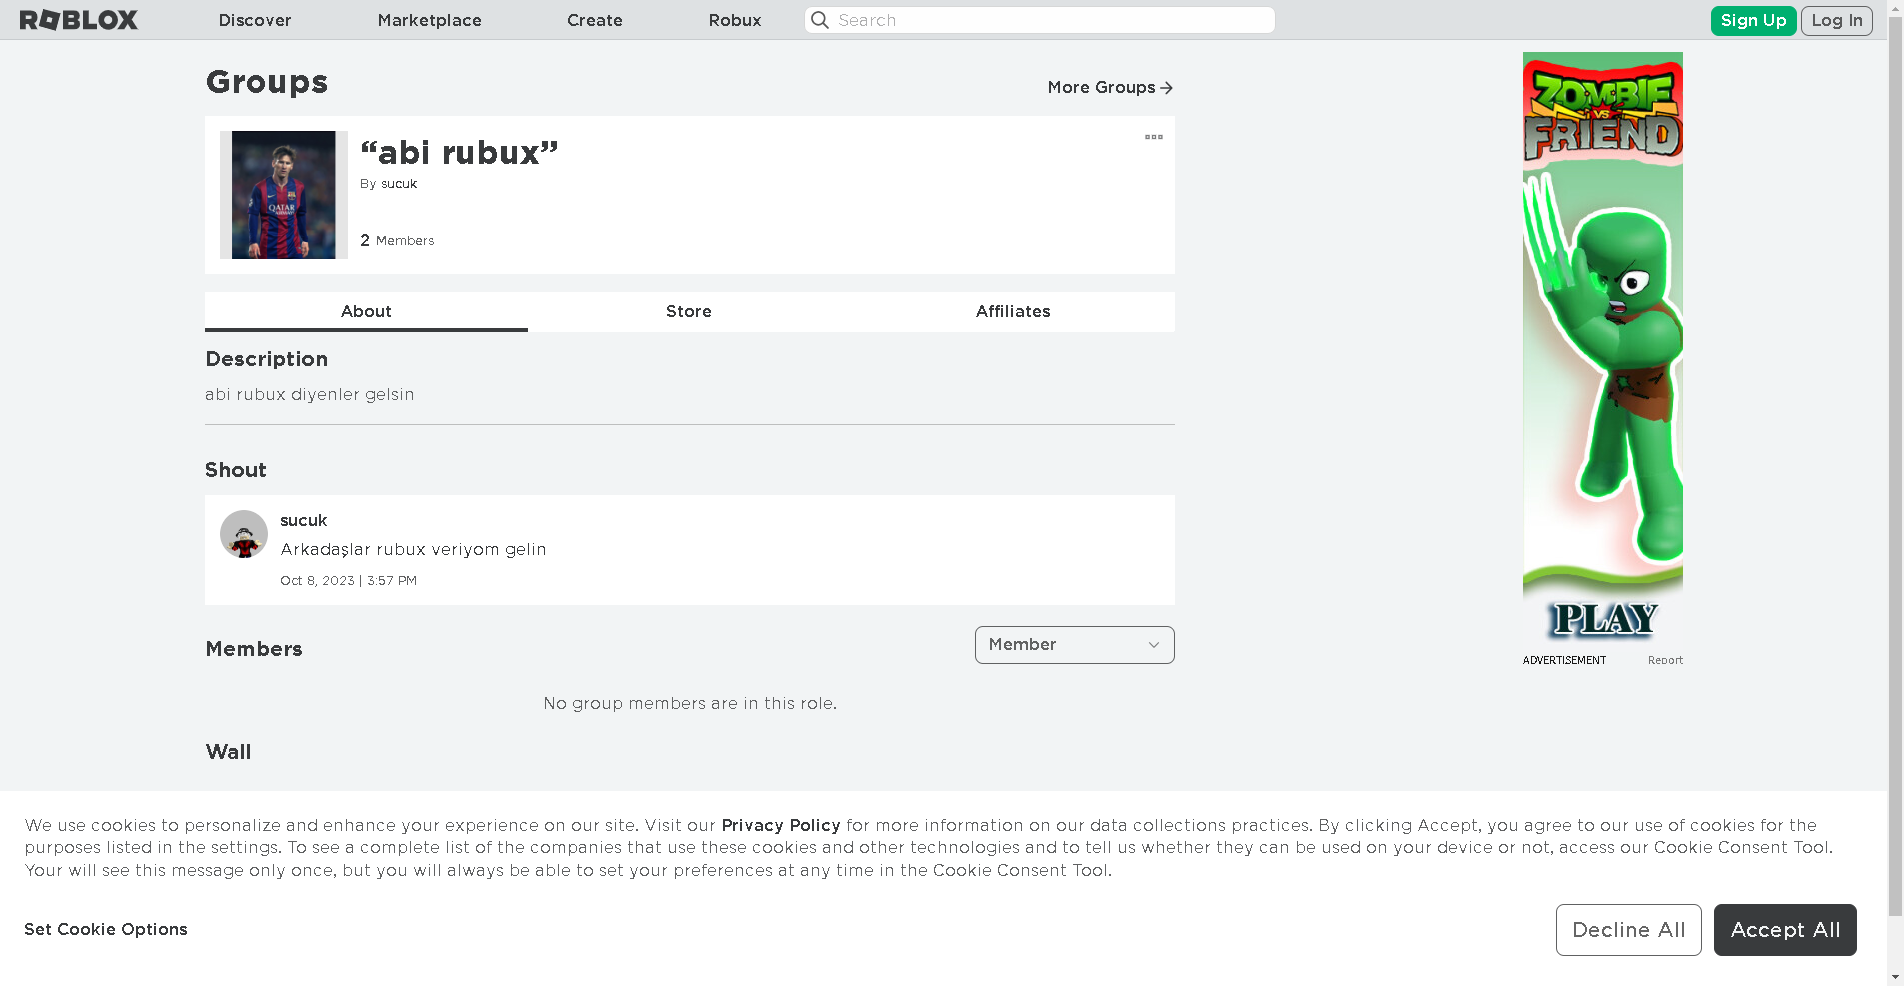 ROBLOX
Discover
Marketplace
Create
Robux
Search
Sign Up
Log In
Groups
More Groups
“abi rubux”
By sucuk
2 Members
QATAR
AIRWAYS
About
Store
Affiliates
Description
abi rubux diyenler gelsin
Shout
sucuk
Arkadaşlar rubux veriyom gelin
Oct 8, 2023 | 3:57 PM
Members
Member
No group members are in this role.
Wall
ZOMBIE
VS
FRIEND
PLAY
ADVERTISEMENT
Report
We use cookies to personalize and enhance your experience on our site. Visit our Privacy Policy for more information on our data collections practices. By clicking Accept, you agree to our use of cookies for the
purposes listed in the settings. To see a complete list of the companies that use these cookies and other technologies and to tell us whether they can be used on your device or not, access our Cookie Consent Tool.
Your will see this message only once, but you will always be able to set your preferences at any time in the Cookie Consent Tool.
Set Cookie Options
Decline All
Accept All